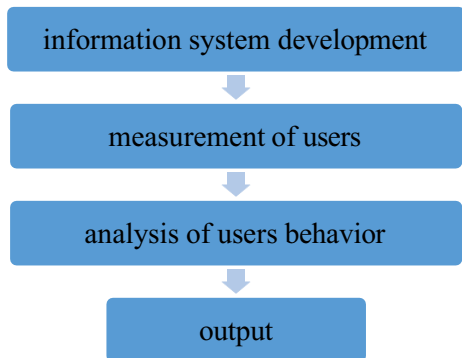 information system development
measurement of users
analysis of users behavior
output